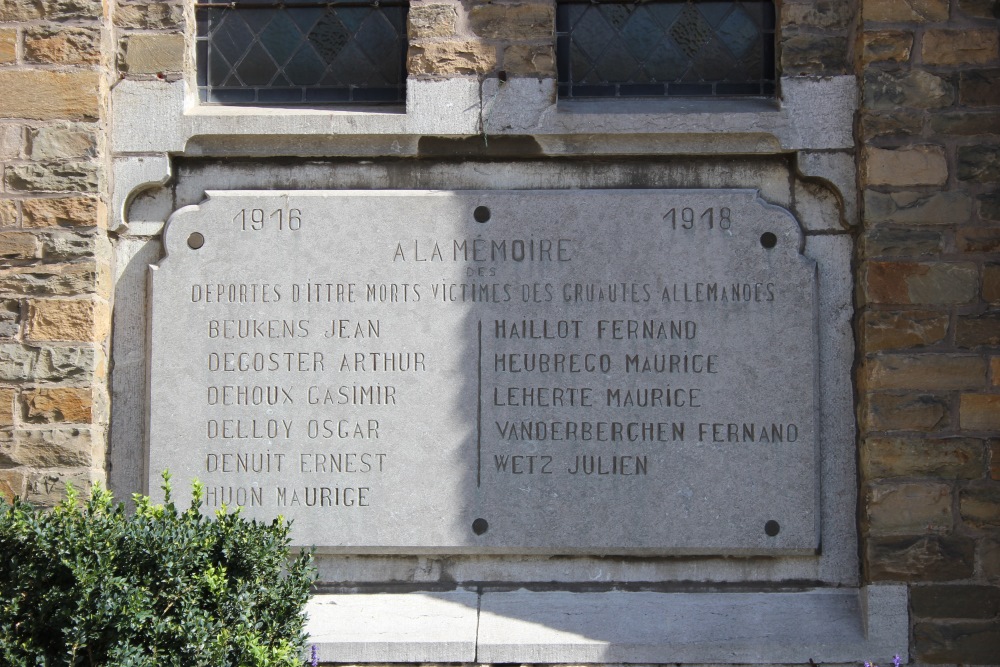 1916 1918
A LA MÉMOIRE
DES
DEPORTES D'ITTRE MORTS VICTIMES DES CRUAUTES ALLEMANDES
BEUKENS JEAN
DECOSTER ARTHUR
DEHOUX CASIMIR
DELLOY OSCAR
DENUIT ERNEST
HUON MAURICE
HAILLOT FERNAND
HEUBRECQ MAURICE
LEHERTE MAURICE
VANDERBERCHEN FERNAND
WETZ JULIEN